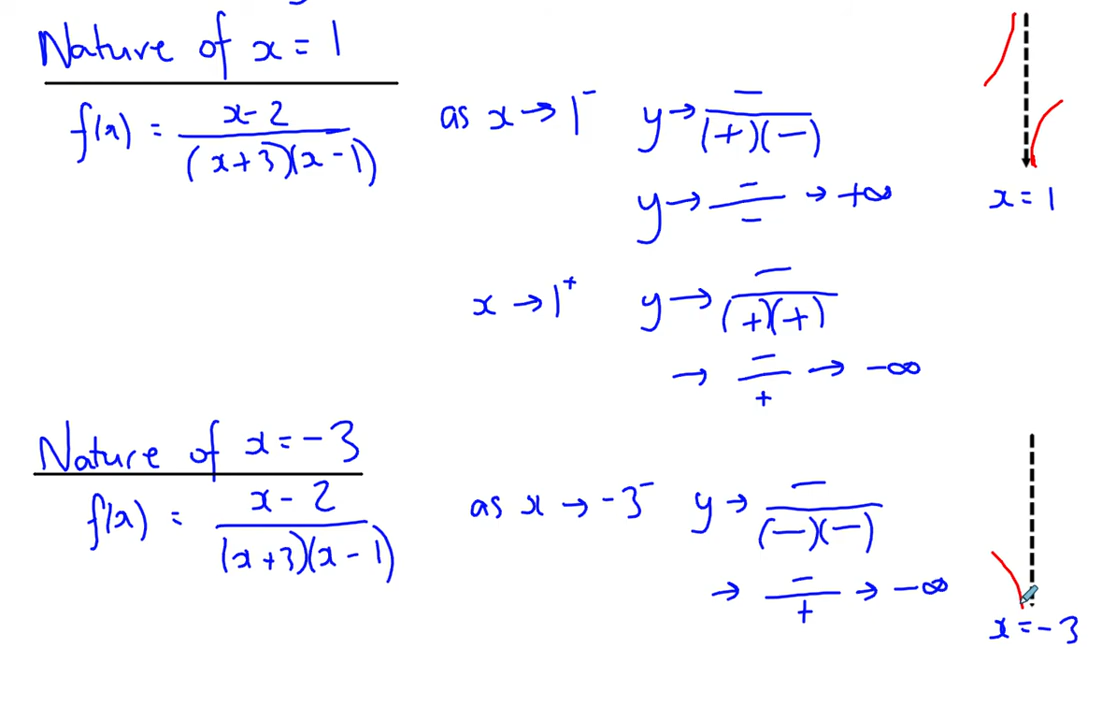 Nature of x = 1
f(x) = x - 2 / (x + 3)(x - 1)
as x → 1⁻ y → - / (+)(-)
y → - / - → +∞
x = 1
x → 1⁺ y → - / (+)(+)
→ - / + → -∞
Nature of x = -3
f(x) = x - 2 / (x + 3)(x - 1)
as x → -3⁻ y → - / (-)(-)
→ - / + → -∞
x = -3